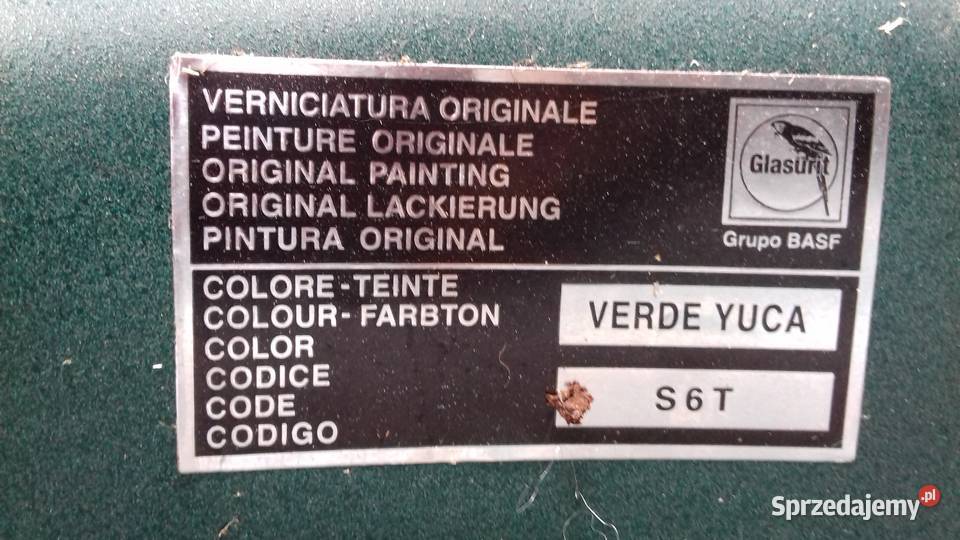 VERNICIATURA ORIGINALE
PEINTURE ORIGINALE
ORIGINAL PAINTING
ORIGINAL LACKIERUNG
PINTURA ORIGINAL
Glasurit
Grupo BASF
COLORE-TEINTE
COLOUR-FARBTON
COLOR
VERDE YUCA
CODICE
CODE
CODIGO
S6T
Sprzedajemy.pl